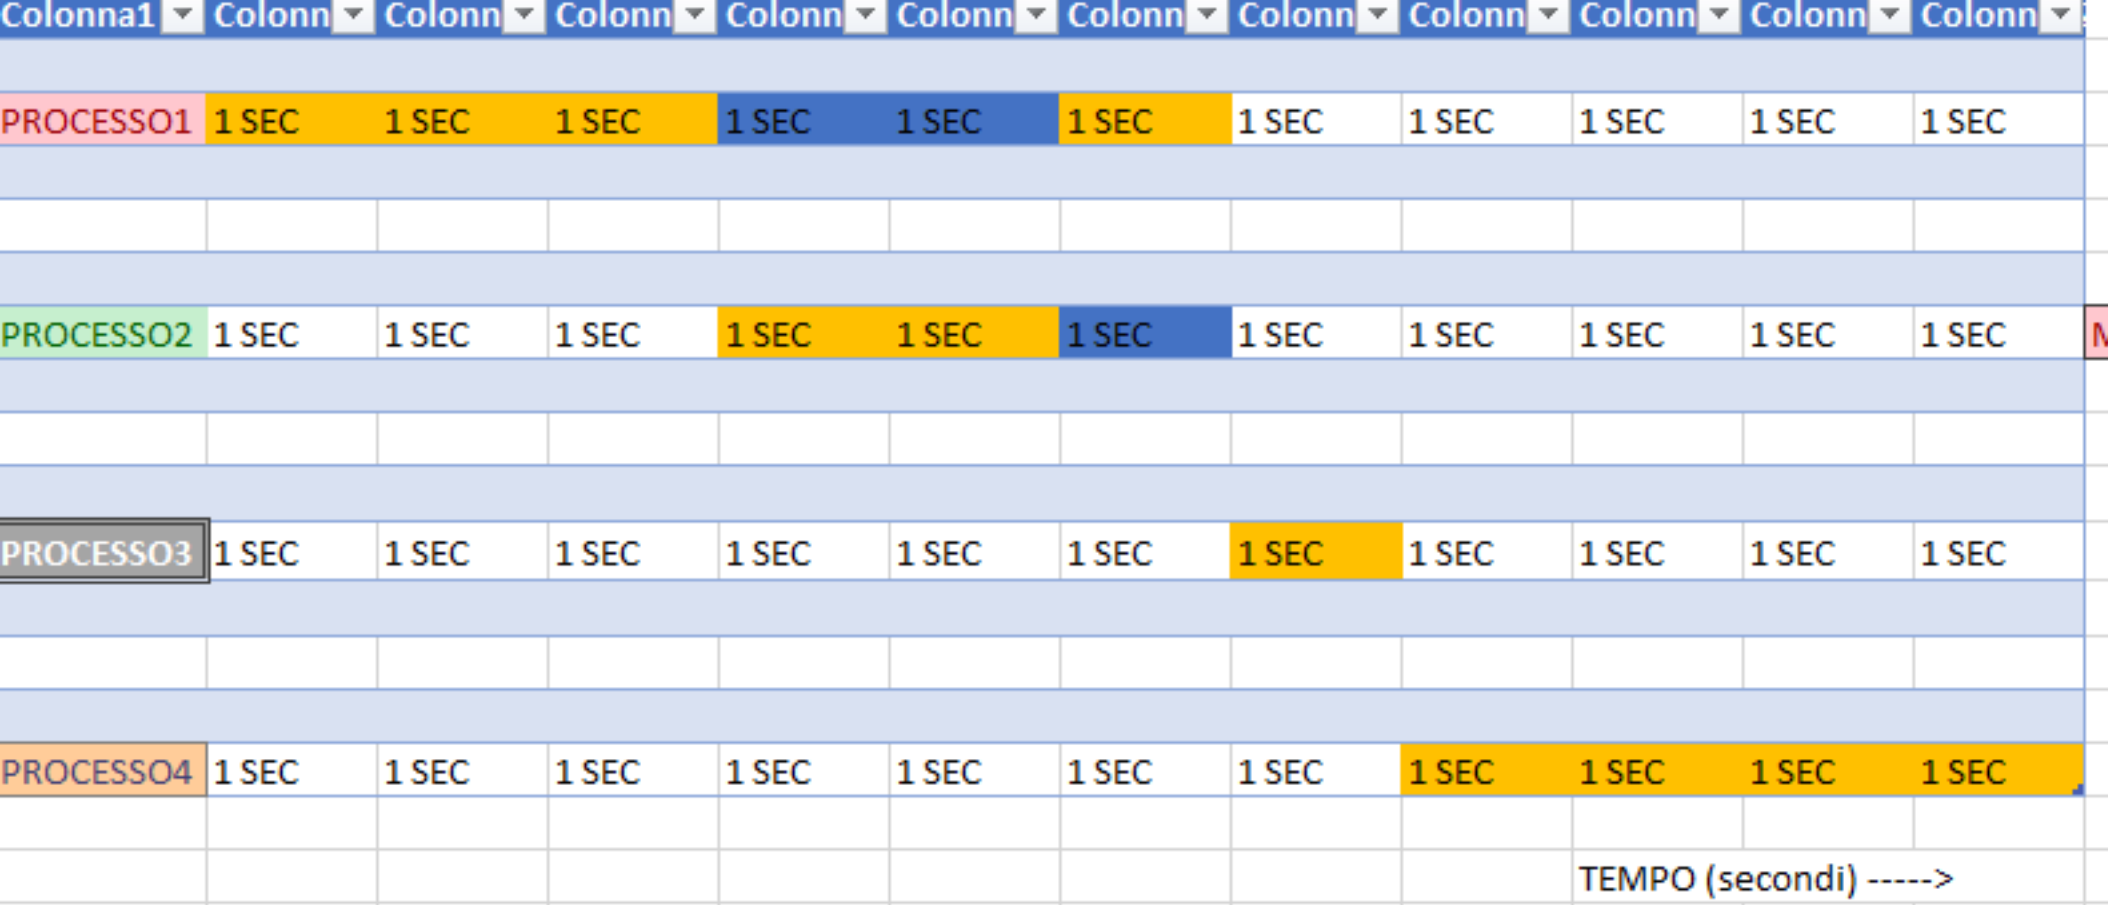 Colonna1 Colonn Colonn Colonn Colonn Colonn Colonn Colonn Colonn Colonn Colonn Colonn
PROCESSO1 1 SEC 1 SEC 1 SEC 1 SEC 1 SEC 1 SEC 1 SEC 1 SEC 1 SEC 1 SEC 1 SEC
PROCESSO2 1 SEC 1 SEC 1 SEC 1 SEC 1 SEC 1 SEC 1 SEC 1 SEC 1 SEC 1 SEC 1 SEC
PROCESSO3 1 SEC 1 SEC 1 SEC 1 SEC 1 SEC 1 SEC 1 SEC 1 SEC 1 SEC 1 SEC 1 SEC
PROCESSO4 1 SEC 1 SEC 1 SEC 1 SEC 1 SEC 1 SEC 1 SEC 1 SEC 1 SEC 1 SEC 1 SEC
TEMPO (secondi) ----->